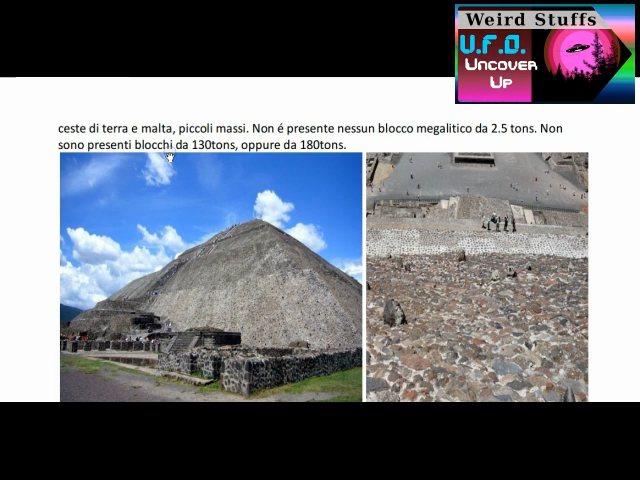 Weird Stuffs
U.F.O.
Uncover
Up
ceste di terra e malta, piccoli massi. Non é presente nessun blocco megalitico da 2.5 tons. Non
sono presenti blocchi da 130tons, oppure da 180tons.